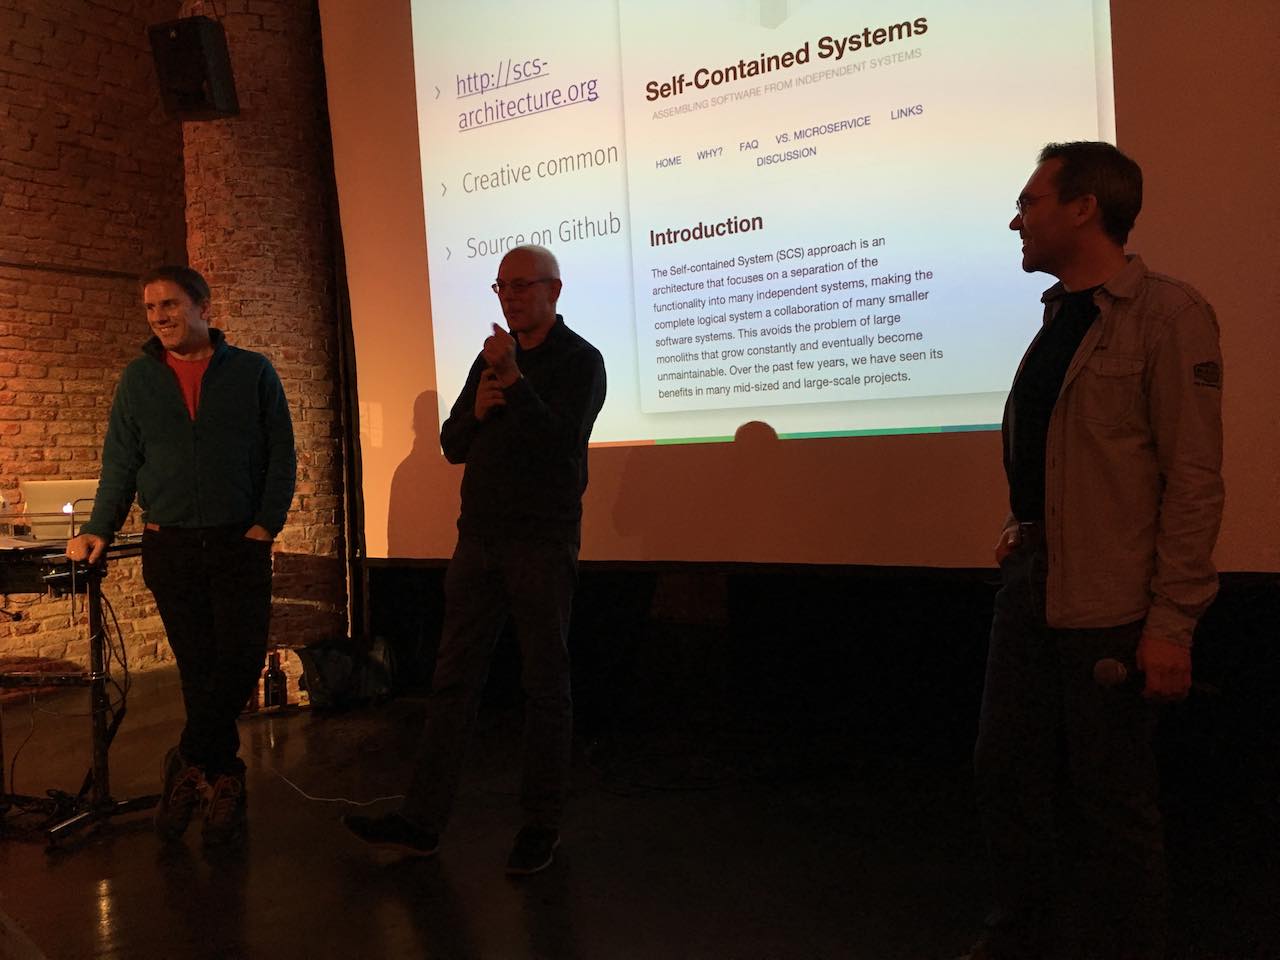 http://scs-
architecture.org
Creative common
Source on Github
Self-Contained Systems
ASSEMBLING SOFTWARE FROM INDEPENDENT SYSTEMS
HOME WHY? FAQ VS. MICROSERVICE LINKS
DISCUSSION
Introduction
The Self-contained System (SCS) approach is an
architecture that focuses on a separation of the
functionality into many independent systems, making the
complete logical system a collaboration of many smaller
software systems. This avoids the problem of large
monoliths that grow constantly and eventually become
unmaintainable. Over the past few years, we have seen its
benefits in many mid-sized and large-scale projects.